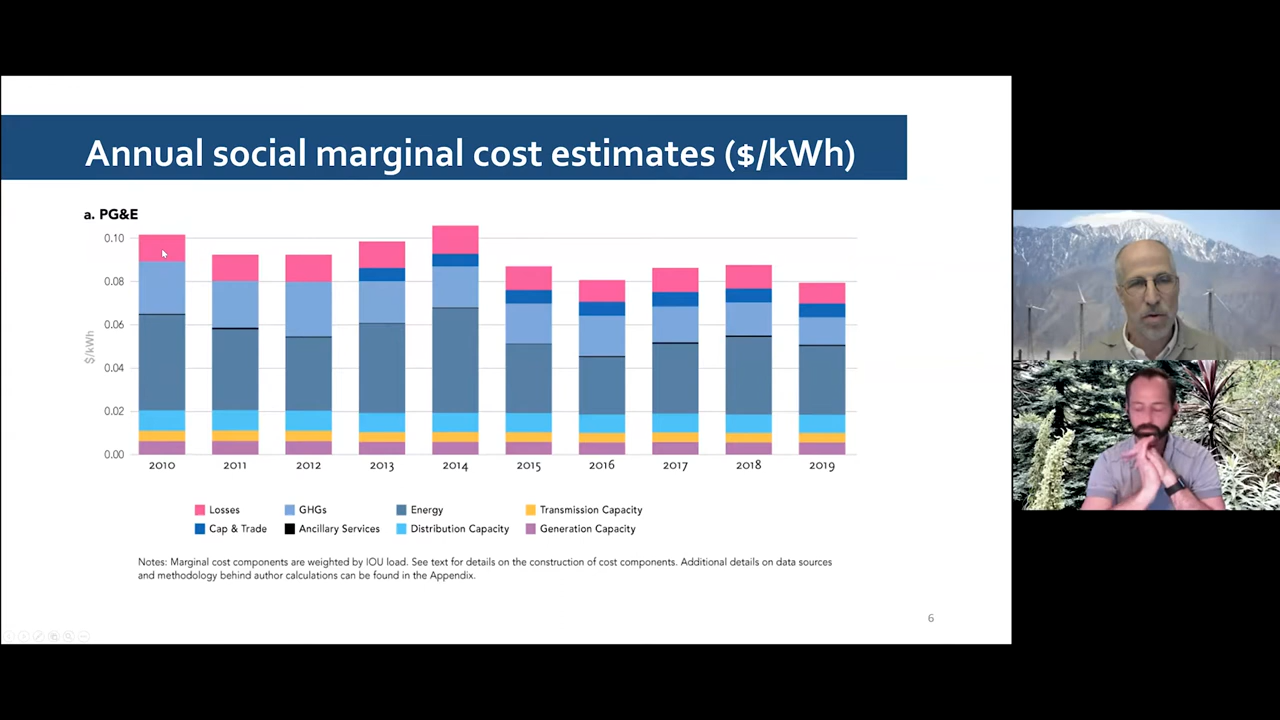 Annual social marginal cost estimates ($/kWh)
a. PG&E
0.10
0.08
0.06
0.04
0.02
0.00
$/kWh
2010 2011 2012 2013 2014 2015 2016 2017 2018 2019
Losses GHGs Energy Transmission Capacity
Cap & Trade Ancillary Services Distribution Capacity Generation Capacity
Notes: Marginal cost components are weighted by IOU load. See text for details on the construction of cost components. Additional details on data sources
and methodology behind author calculations can be found in the Appendix.
6